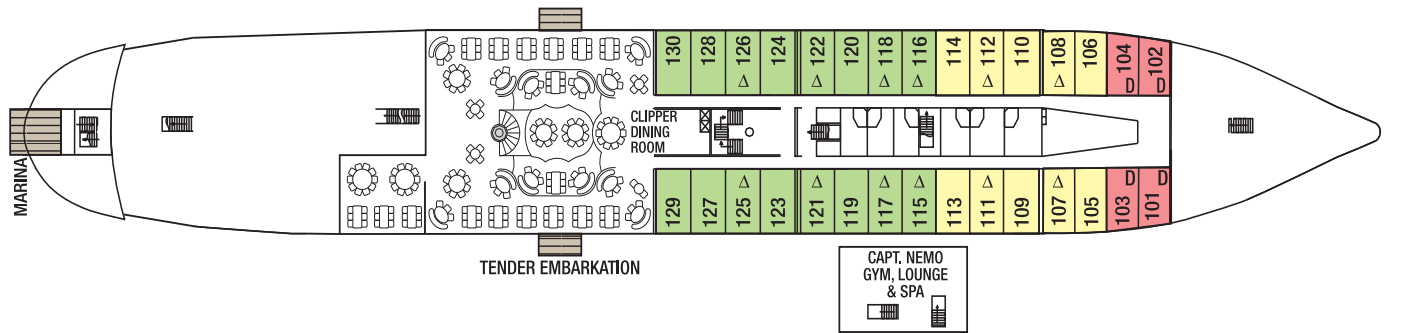 130 128 126 124 122 120 118 116 114 112 110 108 106 104 102
Δ Δ Δ Δ Δ Δ D D
MARINA
CLIPPER
DINING
ROOM
129 127 125 123 121 119 117 115 113 111 109 107 105 103 101
Δ Δ Δ Δ Δ Δ D D
TENDER EMBARKATION
CAPT. NEMO
GYM, LOUNGE
& SPA